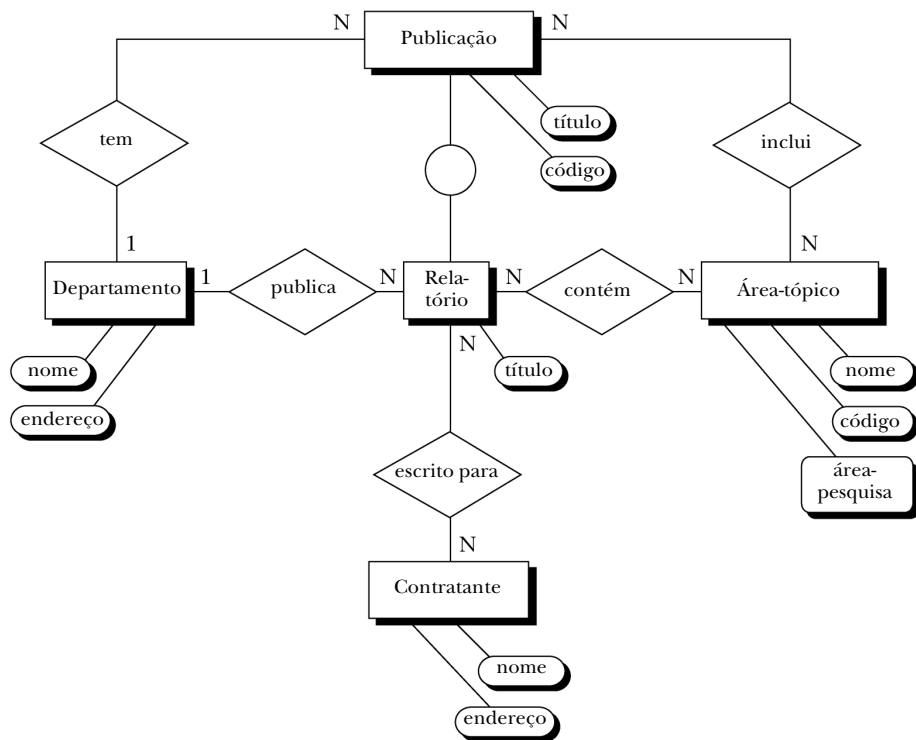 N
Publicação
N
título
código
tem
inclui
1
N
Departamento
1
publica
N
Rela-
tório
N
contém
N
Área-tópico
N
nome
título
nome
endereço
código
área-
pesquisa
escrito para
N
Contratante
nome
endereço